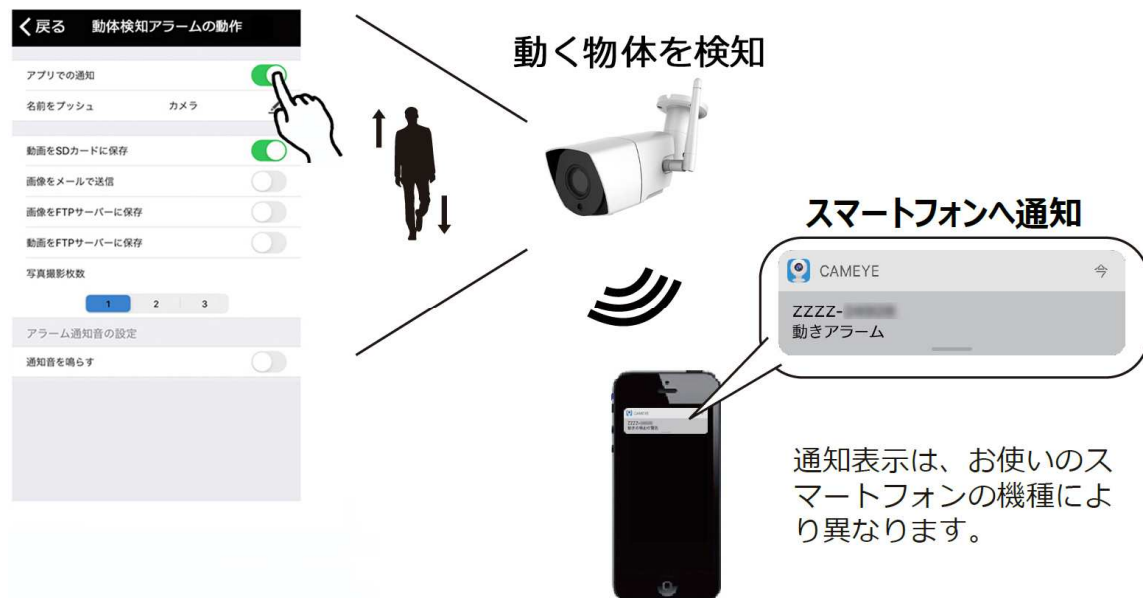 戻る 動体検知アラームの動作
アプリでの通知
名前をプッシュ カメラ
動画をSDカードに保存
画像をメールで送信
画像をFTPサーバーに保存
動画をFTPサーバーに保存
写真撮影枚数
1 2 3
アラーム通知音の設定
通知音を鳴らす
動く物体を検知
スマートフォンへ通知
CAMEYE 今
ZZZZ-
動きアラーム
CAMEYE
通知表示は、お使いのス
マートフォンの機種によ
り異なります。